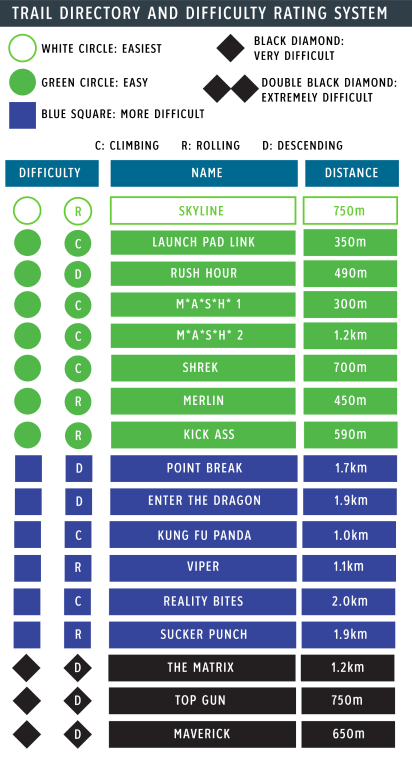 TRAIL DIRECTORY AND DIFFICULTY RATING SYSTEM
WHITE CIRCLE: EASIEST
BLACK DIAMOND:
VERY DIFFICULT
GREEN CIRCLE: EASY
DOUBLE BLACK DIAMOND:
EXTREMELY DIFFICULT
BLUE SQUARE: MORE DIFFICULT
C: CLIMBING R: ROLLING D: DESCENDING
DIFFICULTY NAME DISTANCE
R SKYLINE 750m
C LAUNCH PAD LINK 350m
D RUSH HOUR 490m
C M*A*S*H* 1 300m
C M*A*S*H* 2 1.2km
C SHREK 700m
R MERLIN 450m
R KICK ASS 590m
D POINT BREAK 1.7km
D ENTER THE DRAGON 1.9km
C KUNG FU PANDA 1.0km
R VIPER 1.1km
C REALITY BITES 2.0km
R SUCKER PUNCH 1.9km
D THE MATRIX 1.2km
D TOP GUN 750m
D MAVERICK 650m